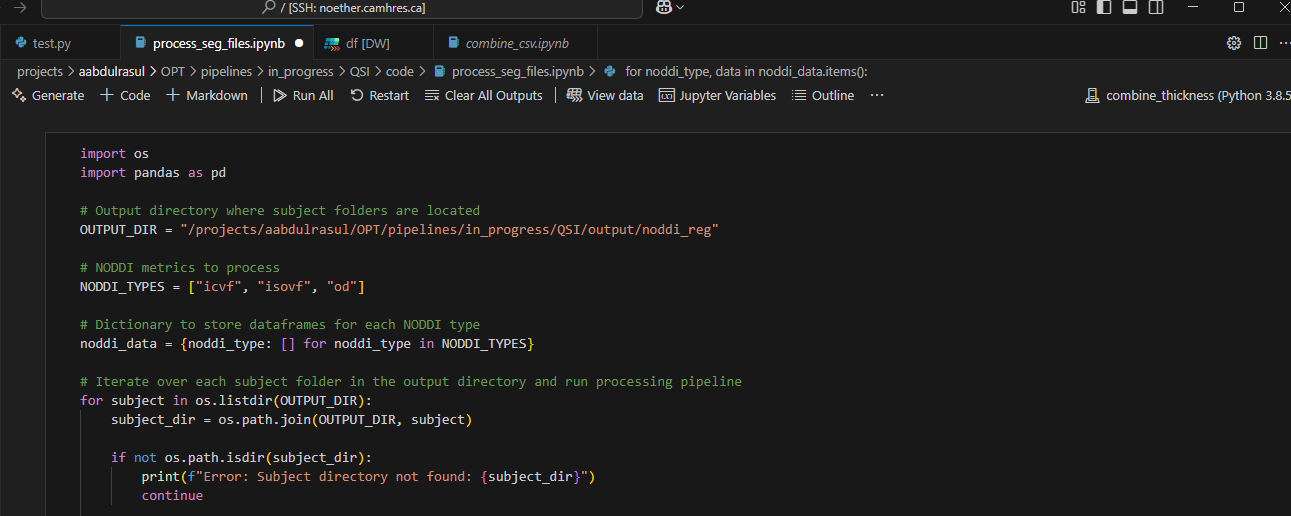 / [SSH: noether.camhres.ca]
test.py process_seg_files.ipynb df [DW] combine_csv.ipynb
projects > aabdulrasul > OPT > pipelines > in_progress > QSI > code > process_seg_files.ipynb > for noddi_type, data in noddi_data.items():
Generate + Code + Markdown | Run All Restart Clear All Outputs | View data Jupyter Variables Outline ... combine_thickness (Python 3.8.5
import os
import pandas as pd
# Output directory where subject folders are located
OUTPUT_DIR = "/projects/aabdulrasul/OPT/pipelines/in_progress/QSI/output/noddi_reg"
# NODDI metrics to process
NODDI_TYPES = ["icvf", "isovf", "od"]
# Dictionary to store dataframes for each NODDI type
noddi_data = {noddi_type: [] for noddi_type in NODDI_TYPES}
# Iterate over each subject folder in the output directory and run processing pipeline
for subject in os.listdir(OUTPUT_DIR):
    subject_dir = os.path.join(OUTPUT_DIR, subject)
    if not os.path.isdir(subject_dir):
        print(f"Error: Subject directory not found: {subject_dir}")
        continue